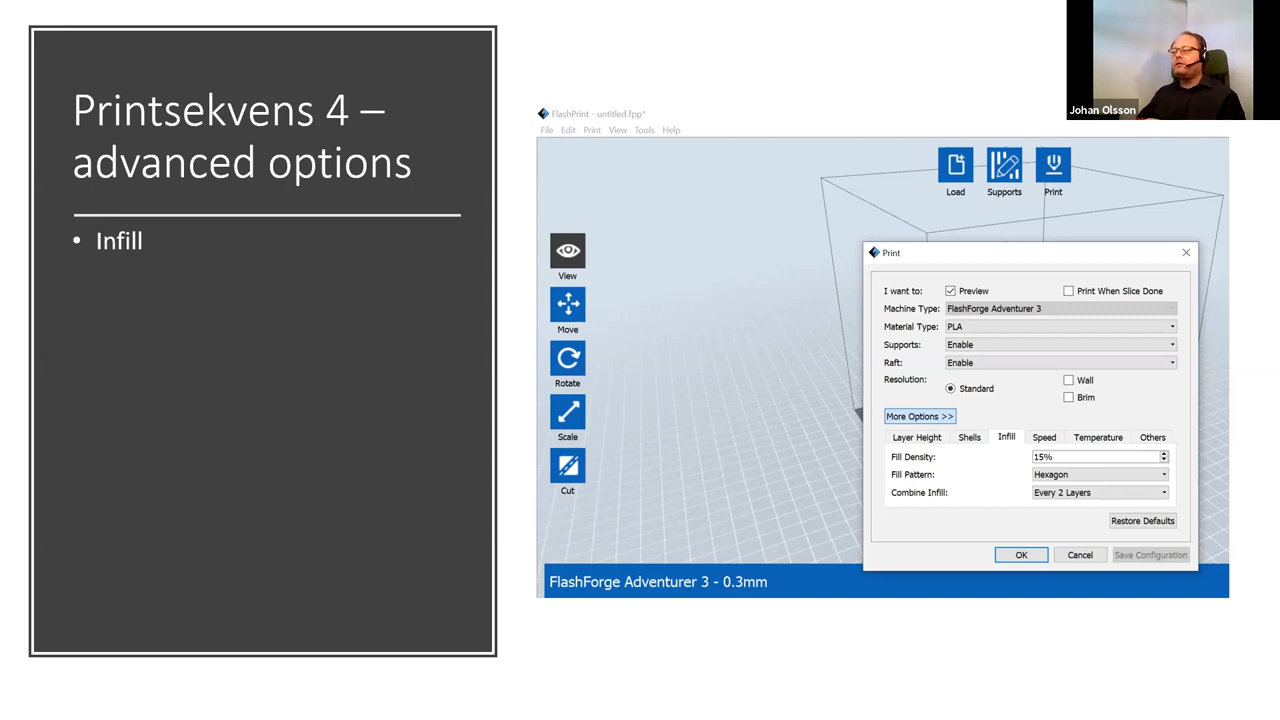 Printsekvens 4 –
advanced options
• Infill
Johan Olsson
FlashPrint - untitled.fpp*
File Edit Print View Tools Help
Load Supports Print
View
Move
Rotate
Scale
Cut
Print
I want to: Preview Print When Slice Done
Machine Type: FlashForge Adventurer 3
Material Type: PLA
Supports: Enable
Raft: Enable
Resolution: Standard Wall
Brim
More Options >>
Layer Height Shells Infill Speed Temperature Others
Fill Density: 15%
Fill Pattern: Hexagon
Combine Infill: Every 2 Layers
Restore Defaults
OK Cancel Save Configuration
FlashForge Adventurer 3 - 0.3mm